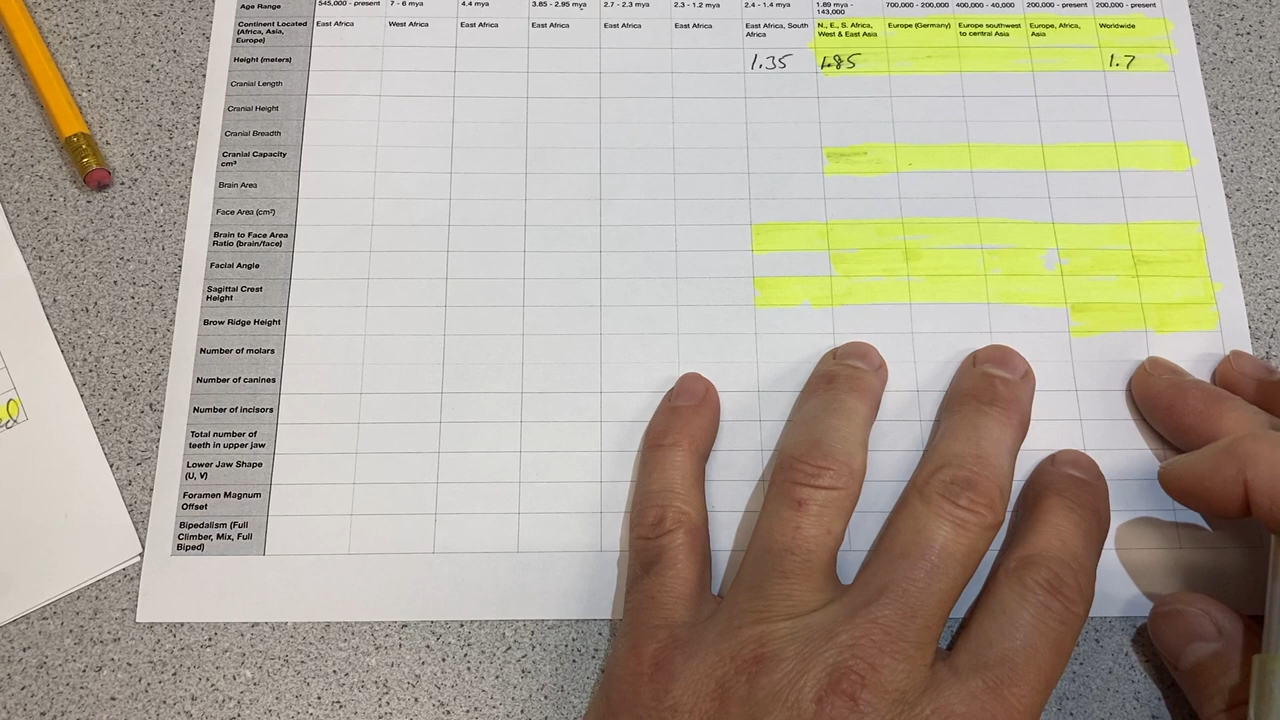 Age Range 545,000 - present 7 - 6 mya 4.4 mya 3.85 - 2.95 mya 2.7 - 2.3 mya 2.3 - 1.2 mya 2.4 - 1.4 mya 1.89 mya - 143,000 700,000 - 200,000 400,000 - 40,000 200,000 - present 200,000 - present
Continent Located (Africa, Asia, Europe) East Africa West Africa East Africa East Africa East Africa East Africa East Africa, South Africa N., E., S. Africa, West & East Asia Europe (Germany) Europe southwest to central Asia Europe, Africa, Asia Worldwide
Height (meters) 1.35 1.85 1.7
Cranial Length
Cranial Height
Cranial Breadth
Cranial Capacity cm³
Brain Area
Face Area (cm²)
Brain to Face Area Ratio (brain/face)
Facial Angle
Sagittal Crest Height
Brow Ridge Height
Number of molars
Number of canines
Number of incisors
Total number of teeth in upper jaw
Lower Jaw Shape (U, V)
Foramen Magnum Offset
Bipedalism (Full Climber, Mix, Full Biped)